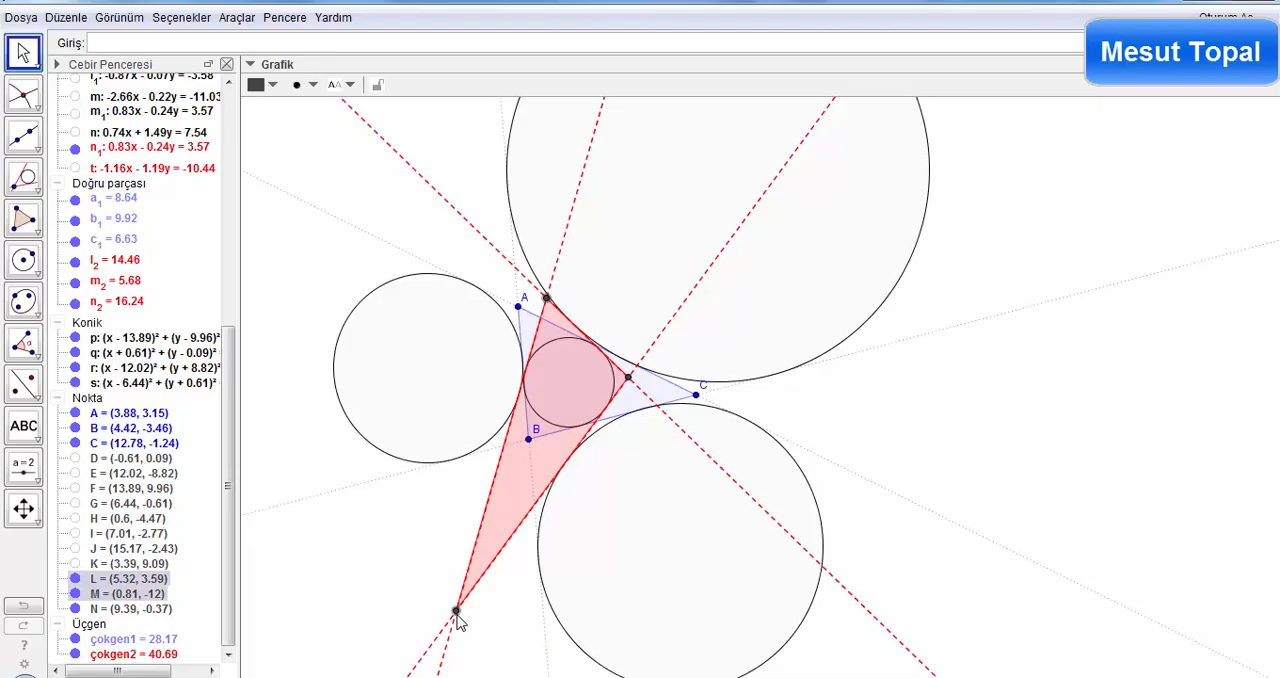 Dosya Düzenle Görünüm Seçenekler Araçlar Pencere Yardım
Mesut Topal
Giriş:
Cebir Penceresi
Grafik
AA
m: -2.66x - 0.22y = -11.03
m1: 0.83x - 0.24y = 3.57
n: 0.74x + 1.49y = 7.54
n1: 0.83x - 0.24y = 3.57
t: -1.16x - 1.19y = -10.44
Doğru parçası
a1 = 8.64
b1 = 9.92
c1 = 6.63
l2 = 14.46
m2 = 5.68
n2 = 16.24
Konik
p: (x - 13.89)² + (y - 9.96)²
q: (x + 0.61)² + (y - 0.09)²
r: (x - 12.02)² + (y + 8.82)²
s: (x - 6.44)² + (y + 0.61)²
Nokta
A = (3.88, 3.15)
B = (4.42, -3.46)
C = (12.78, -1.24)
D = (-0.61, 0.09)
E = (12.02, -8.82)
F = (13.89, 9.96)
G = (6.44, -0.61)
H = (0.6, -4.47)
I = (7.01, -2.77)
J = (15.17, -2.43)
K = (3.39, 9.09)
L = (5.32, 3.59)
M = (0.81, -12)
N = (9.39, -0.37)
Üçgen
çokgen1 = 28.17
çokgen2 = 40.69
ABC
a=2
A
B
C